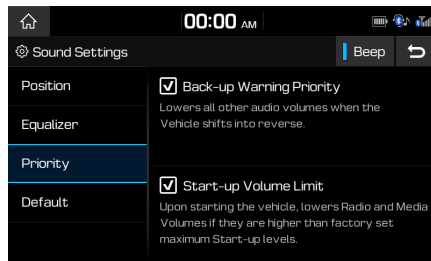 00:00 AM
Sound Settings
Beep
Position
Equalizer
Priority
Default
Back-up Warning Priority
Lowers all other audio volumes when the
Vehicle shifts into reverse.
Start-up Volume Limit
Upon starting the vehicle, lowers Radio and Media
Volumes if they are higher than factory set
maximum Start-up levels.